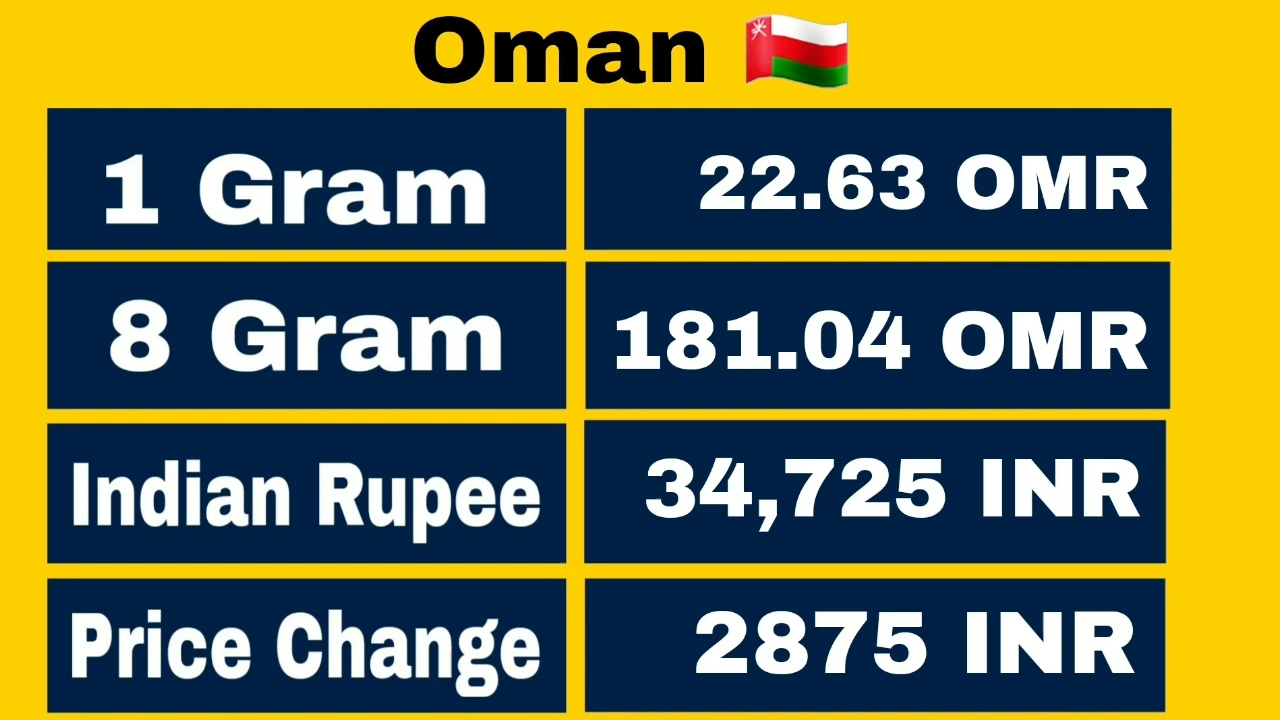 Oman 🇴🇲
1 Gram 22.63 OMR
8 Gram 181.04 OMR
Indian Rupee 34,725 INR
Price Change 2875 INR